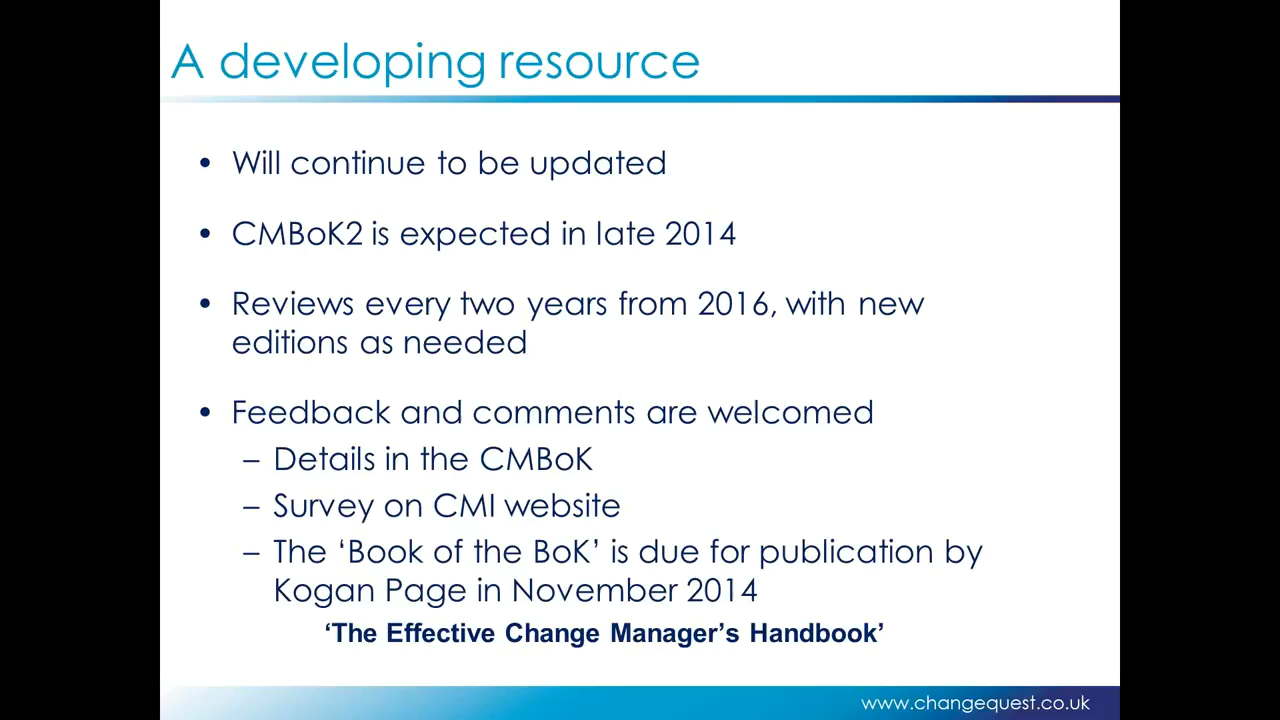 A developing resource
• Will continue to be updated
• CMBoK2 is expected in late 2014
• Reviews every two years from 2016, with new
editions as needed
• Feedback and comments are welcomed
– Details in the CMBoK
– Survey on CMI website
– The ‘Book of the BoK’ is due for publication by
Kogan Page in November 2014
‘The Effective Change Manager’s Handbook’
www.changequest.co.uk